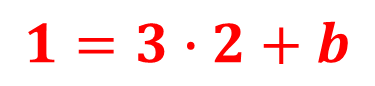 1 = 3 · 2 + b